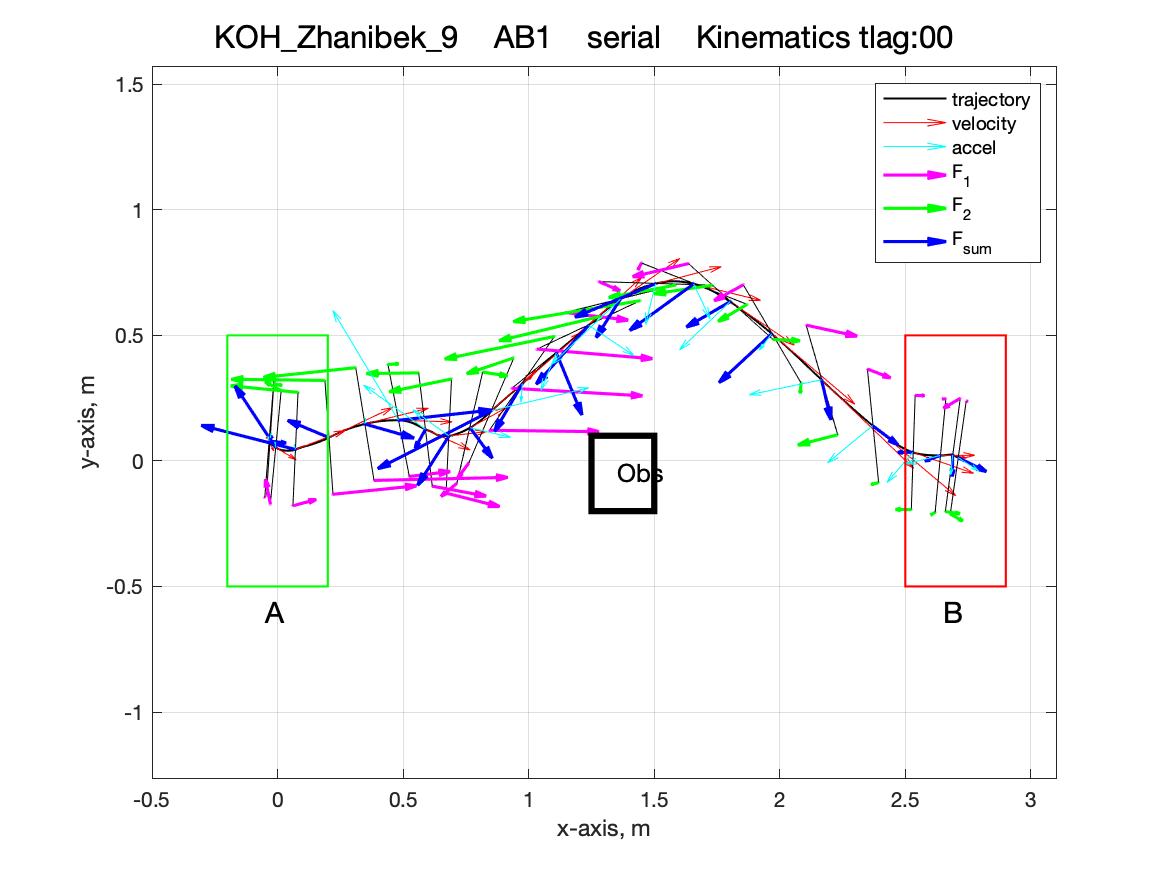 KOH_Zhanibek_9 AB1 serial Kinematics tlag:00
1.5
1
0.5
0
-0.5
-1
y-axis, m
trajectory
velocity
accel
F1
F2
Fsum
Obs
A
B
-0.5 0 0.5 1 1.5 2 2.5 3
x-axis, m